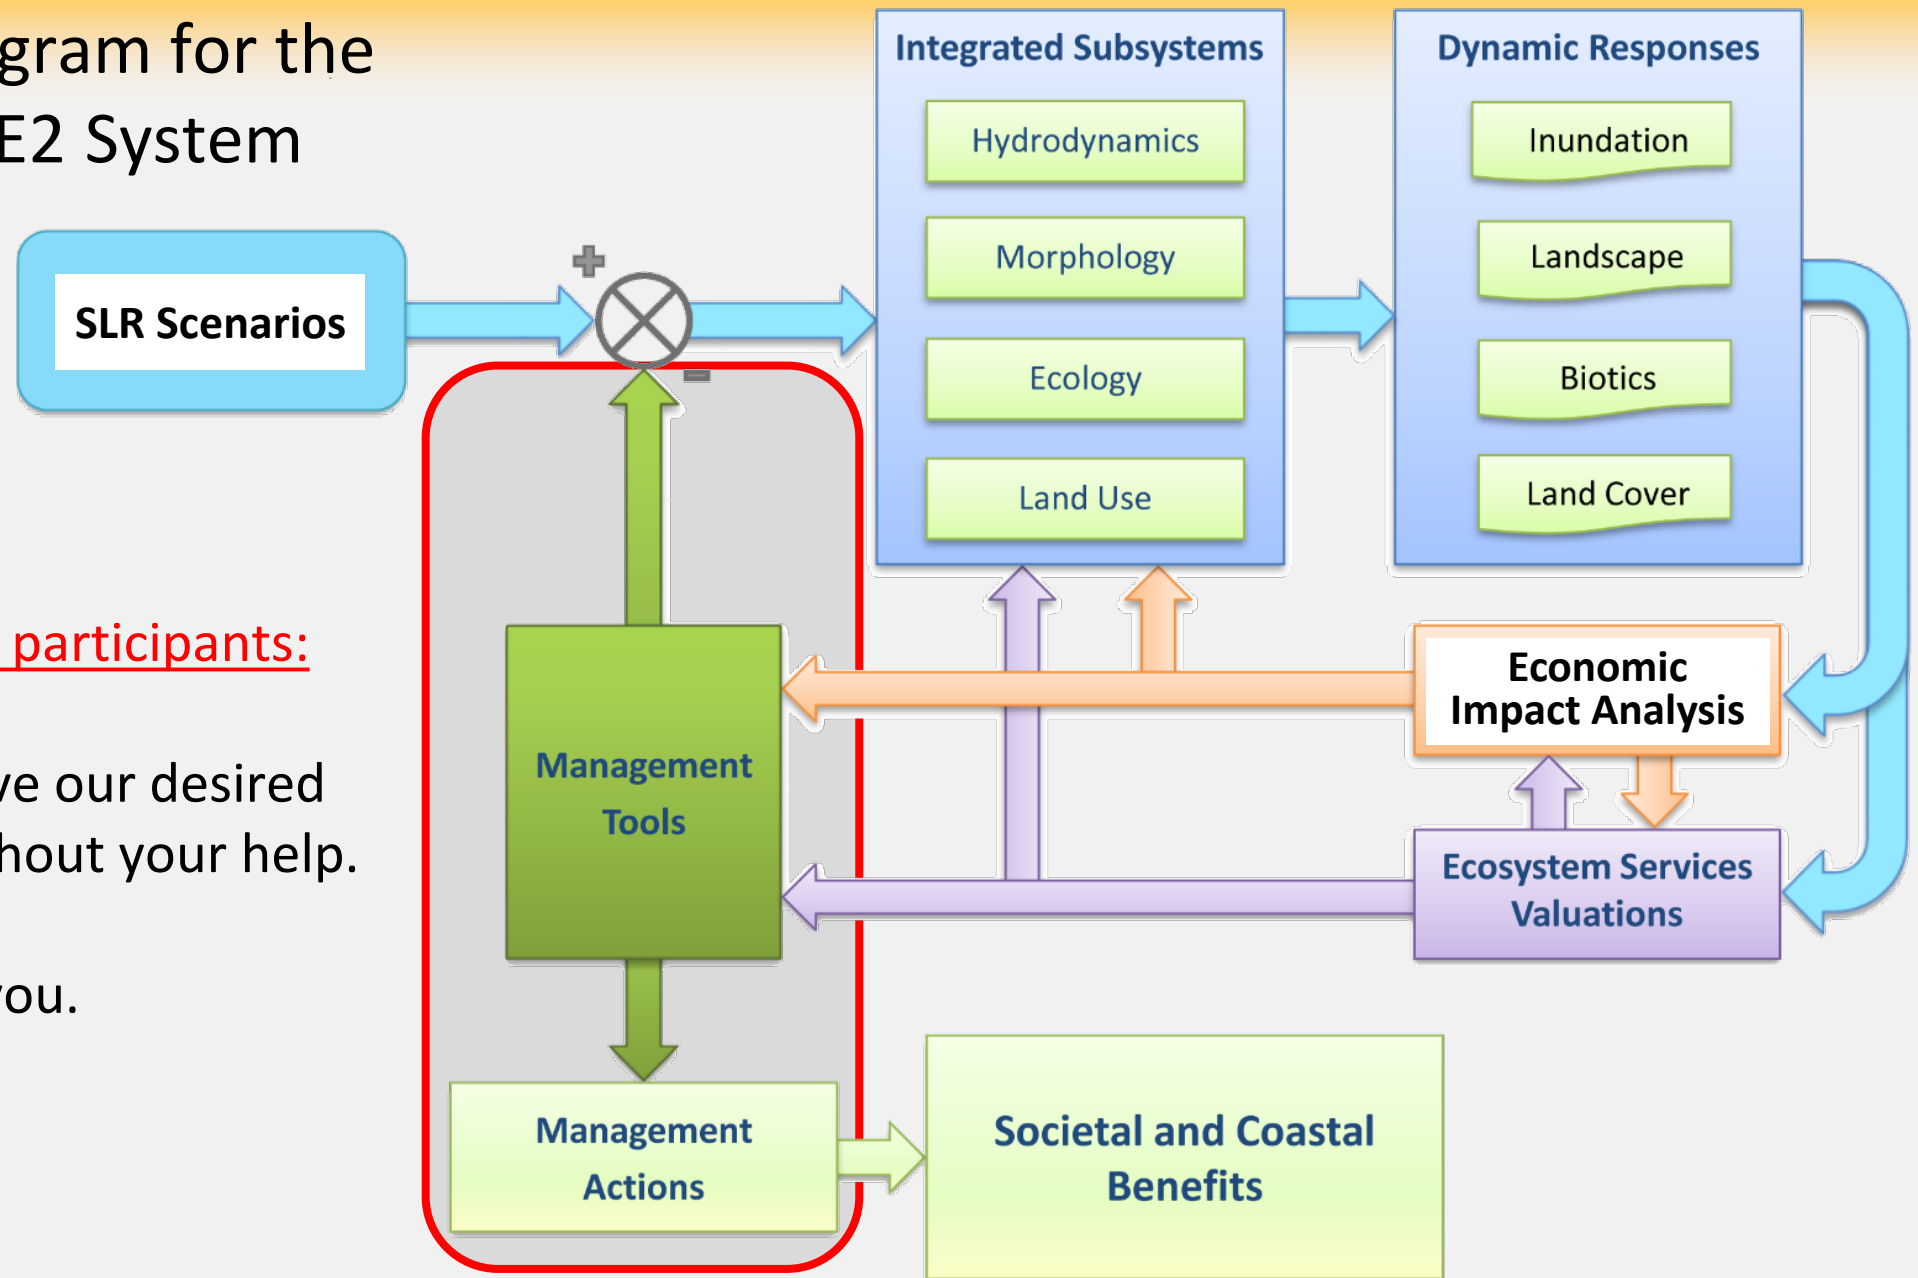 gram for the
E2 System
Integrated Subsystems
Hydrodynamics
Morphology
Ecology
Land Use
Dynamic Responses
Inundation
Landscape
Biotics
Land Cover
SLR Scenarios
participants:
ve our desired
hout your help.
you.
Management
Tools
Economic
Impact Analysis
Ecosystem Services
Valuations
Management
Actions
Societal and Coastal
Benefits